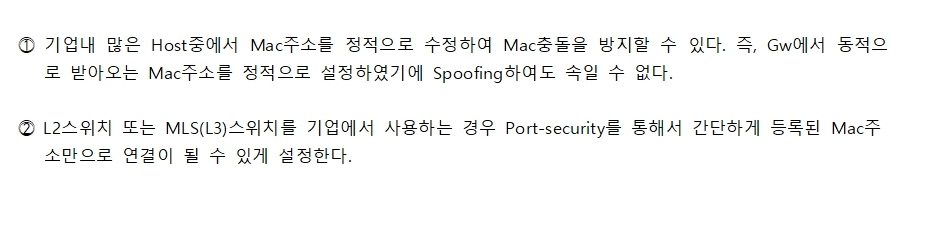 ① 기업내 많은 Host중에서 Mac주소를 정적으로 수정하여 Mac충돌을 방지할 수 있다. 즉, Gw에서 동적으
로 받아오는 Mac주소를 정적으로 설정하였기에 Spoofing하여도 속일 수 없다.
② L2스위치 또는 MLS(L3)스위치를 기업에서 사용하는 경우 Port-security를 통해서 간단하게 등록된 Mac주
소만으로 연결이 될 수 있게 설정한다.